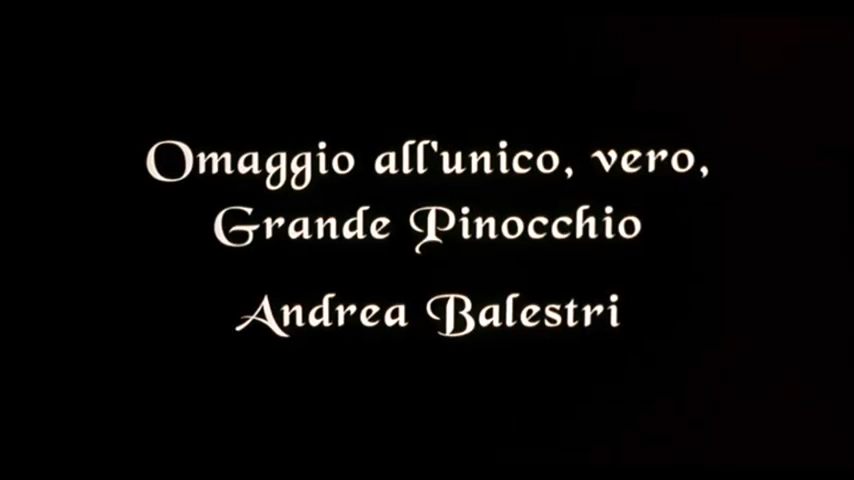 Omaggio all'unico, vero,
Grande Pinocchio
Andrea Balestri